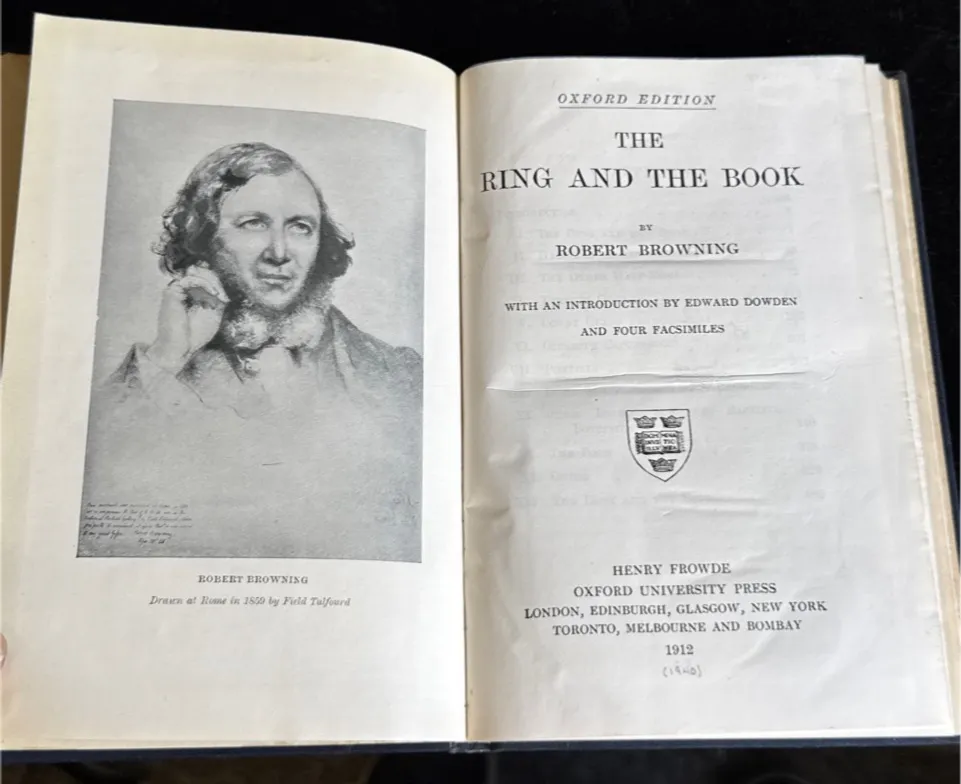 ROBERT BROWNING
Drawn at Rome in 1859 by Field Talfourd
OXFORD EDITION
THE
RING AND THE BOOK
BY
ROBERT BROWNING
WITH AN INTRODUCTION BY EDWARD DOWDEN
AND FOUR FACSIMILES
HENRY FROWDE
OXFORD UNIVERSITY PRESS
LONDON, EDINBURGH, GLASGOW, NEW YORK
TORONTO, MELBOURNE AND BOMBAY
1912
(1940)